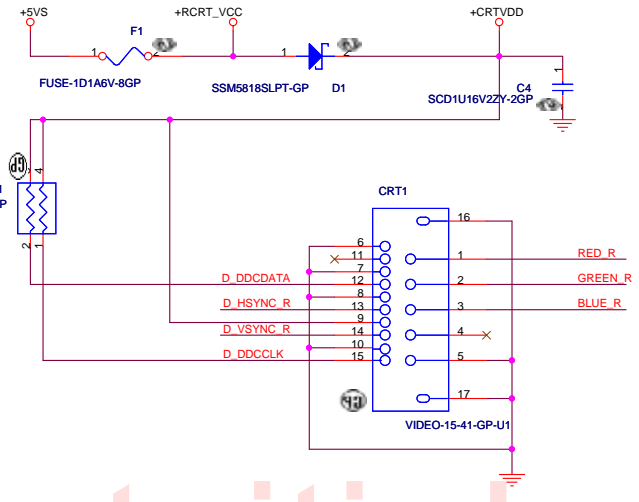 +5VS +RCRT_VCC +CRTVDD
F1
1 2 1 2 1
FUSE-1D1A6V-8GP SSM5818SLPT-GP D1 C4
SCD1U16V2ZY-2GP
4
2 1
CRT1
16
6
11 1 RED_R
7
D_DDCDATA 12 2 GREEN_R
8
D_HSYNC_R 13 3 BLUE_R
9
D_VSYNC_R 14 4
10
D_DDCCLK 15 5
17
VIDEO-15-41-GP-U1